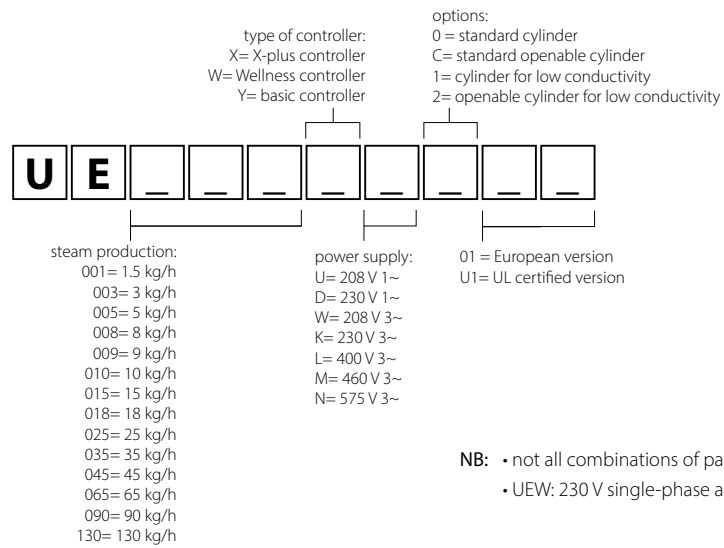 options:
type of controller:
0 = standard cylinder
X= X-plus controller
C= standard openable cylinder
W= Wellness controller
1= cylinder for low conductivity
Y= basic controller
2= openable cylinder for low conductivity
U E _ _ _ _ _ _ _ _
steam production:
001= 1.5 kg/h
003= 3 kg/h
005= 5 kg/h
008= 8 kg/h
009= 9 kg/h
010= 10 kg/h
015= 15 kg/h
018= 18 kg/h
025= 25 kg/h
035= 35 kg/h
045= 45 kg/h
065= 65 kg/h
090= 90 kg/h
130= 130 kg/h
power supply:
U= 208 V 1~
D= 230 V 1~
W= 208 V 3~
K= 230 V 3~
L= 400 V 3~
M= 460 V 3~
N= 575 V 3~
01 = European version
U1= UL certified version
NB: • not all combinations of pa
• UEW: 230 V single-phase a